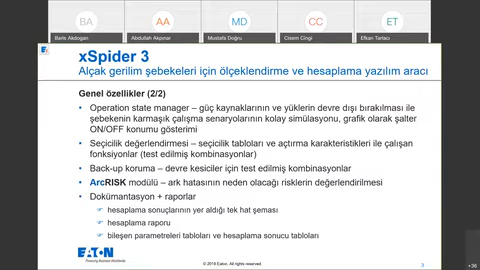 BA
AA
MD
CC
ET
Baris Akdogan
Abdullah Akpınar
Mustafa Doğru
Cisem Cingi
Efkan Tarlacı
EATON
xSpider 3
Alçak gerilim şebekeleri için ölçeklendirme ve hesaplama yazılım aracı
Genel özellikler (2/2)
• Operation state manager – güç kaynaklarının ve yüklerin devre dışı bırakılması ile
şebekenin karmaşık çalışma senaryolarının kolay simülasyonu, grafik olarak şalter
ON/OFF konumu gösterimi
• Seçicilik değerlendirmesi – seçicilik tabloları ve açtırma karakteristikleri ile çalışan
fonksiyonlar (test edilmiş kombinasyonlar)
• Back-up koruma – devre kesiciler için test edilmiş kombinasyonlar
• ArcRISK modülü – ark hatasının neden olacağı risklerin değerlendirilmesi
• Dokümantasyon + raporlar
hesaplama sonuçlarının yer aldığı tek hat şeması
hesaplama raporu
bileşen parametreleri tabloları ve hesaplama sonucu tabloları
EATON
Powering Business Worldwide
© 2019 Eaton. All rights reserved.
3
+36